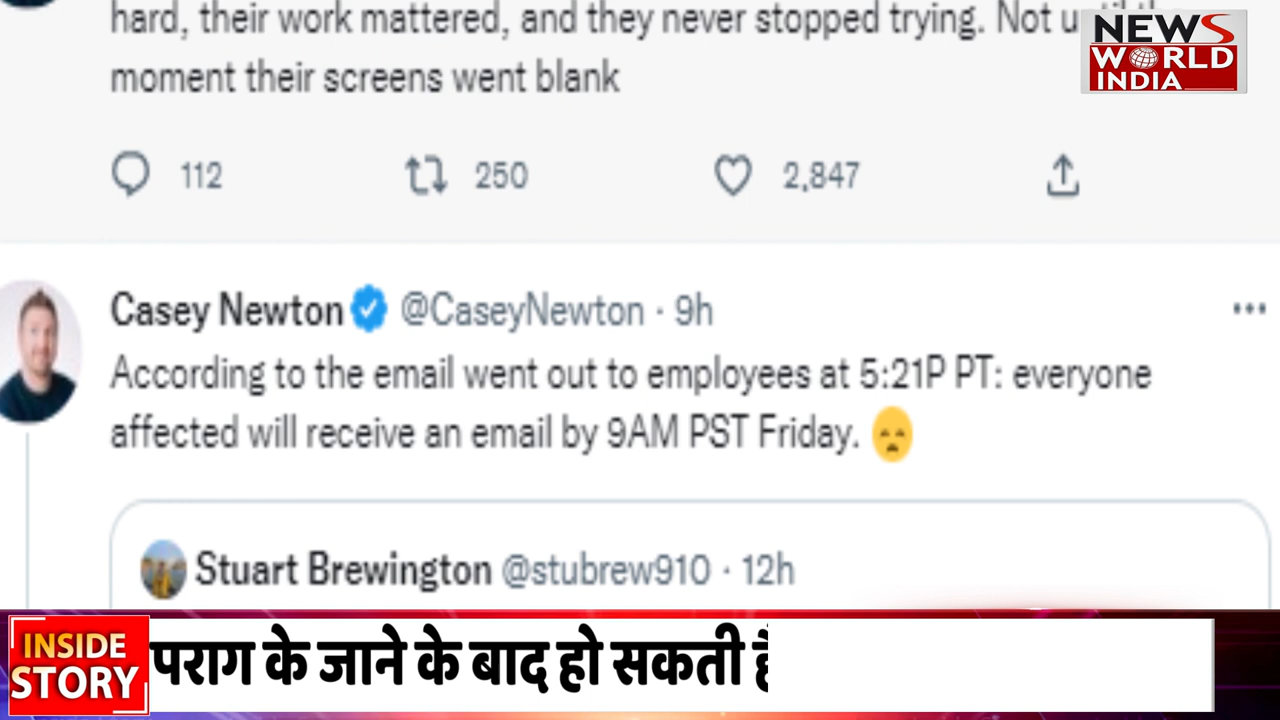 hard, their work mattered, and they never stopped trying. Not
moment their screens went blank
NEWS
WORLD
INDIA
112 250 2,847
Casey Newton @CaseyNewton · 9h
According to the email went out to employees at 5:21P PT: everyone
affected will receive an email by 9AM PST Friday. 😞
Stuart Brewington @stubrew910 · 12h
INSIDE
STORY
पराग के जाने के बाद हो सकती